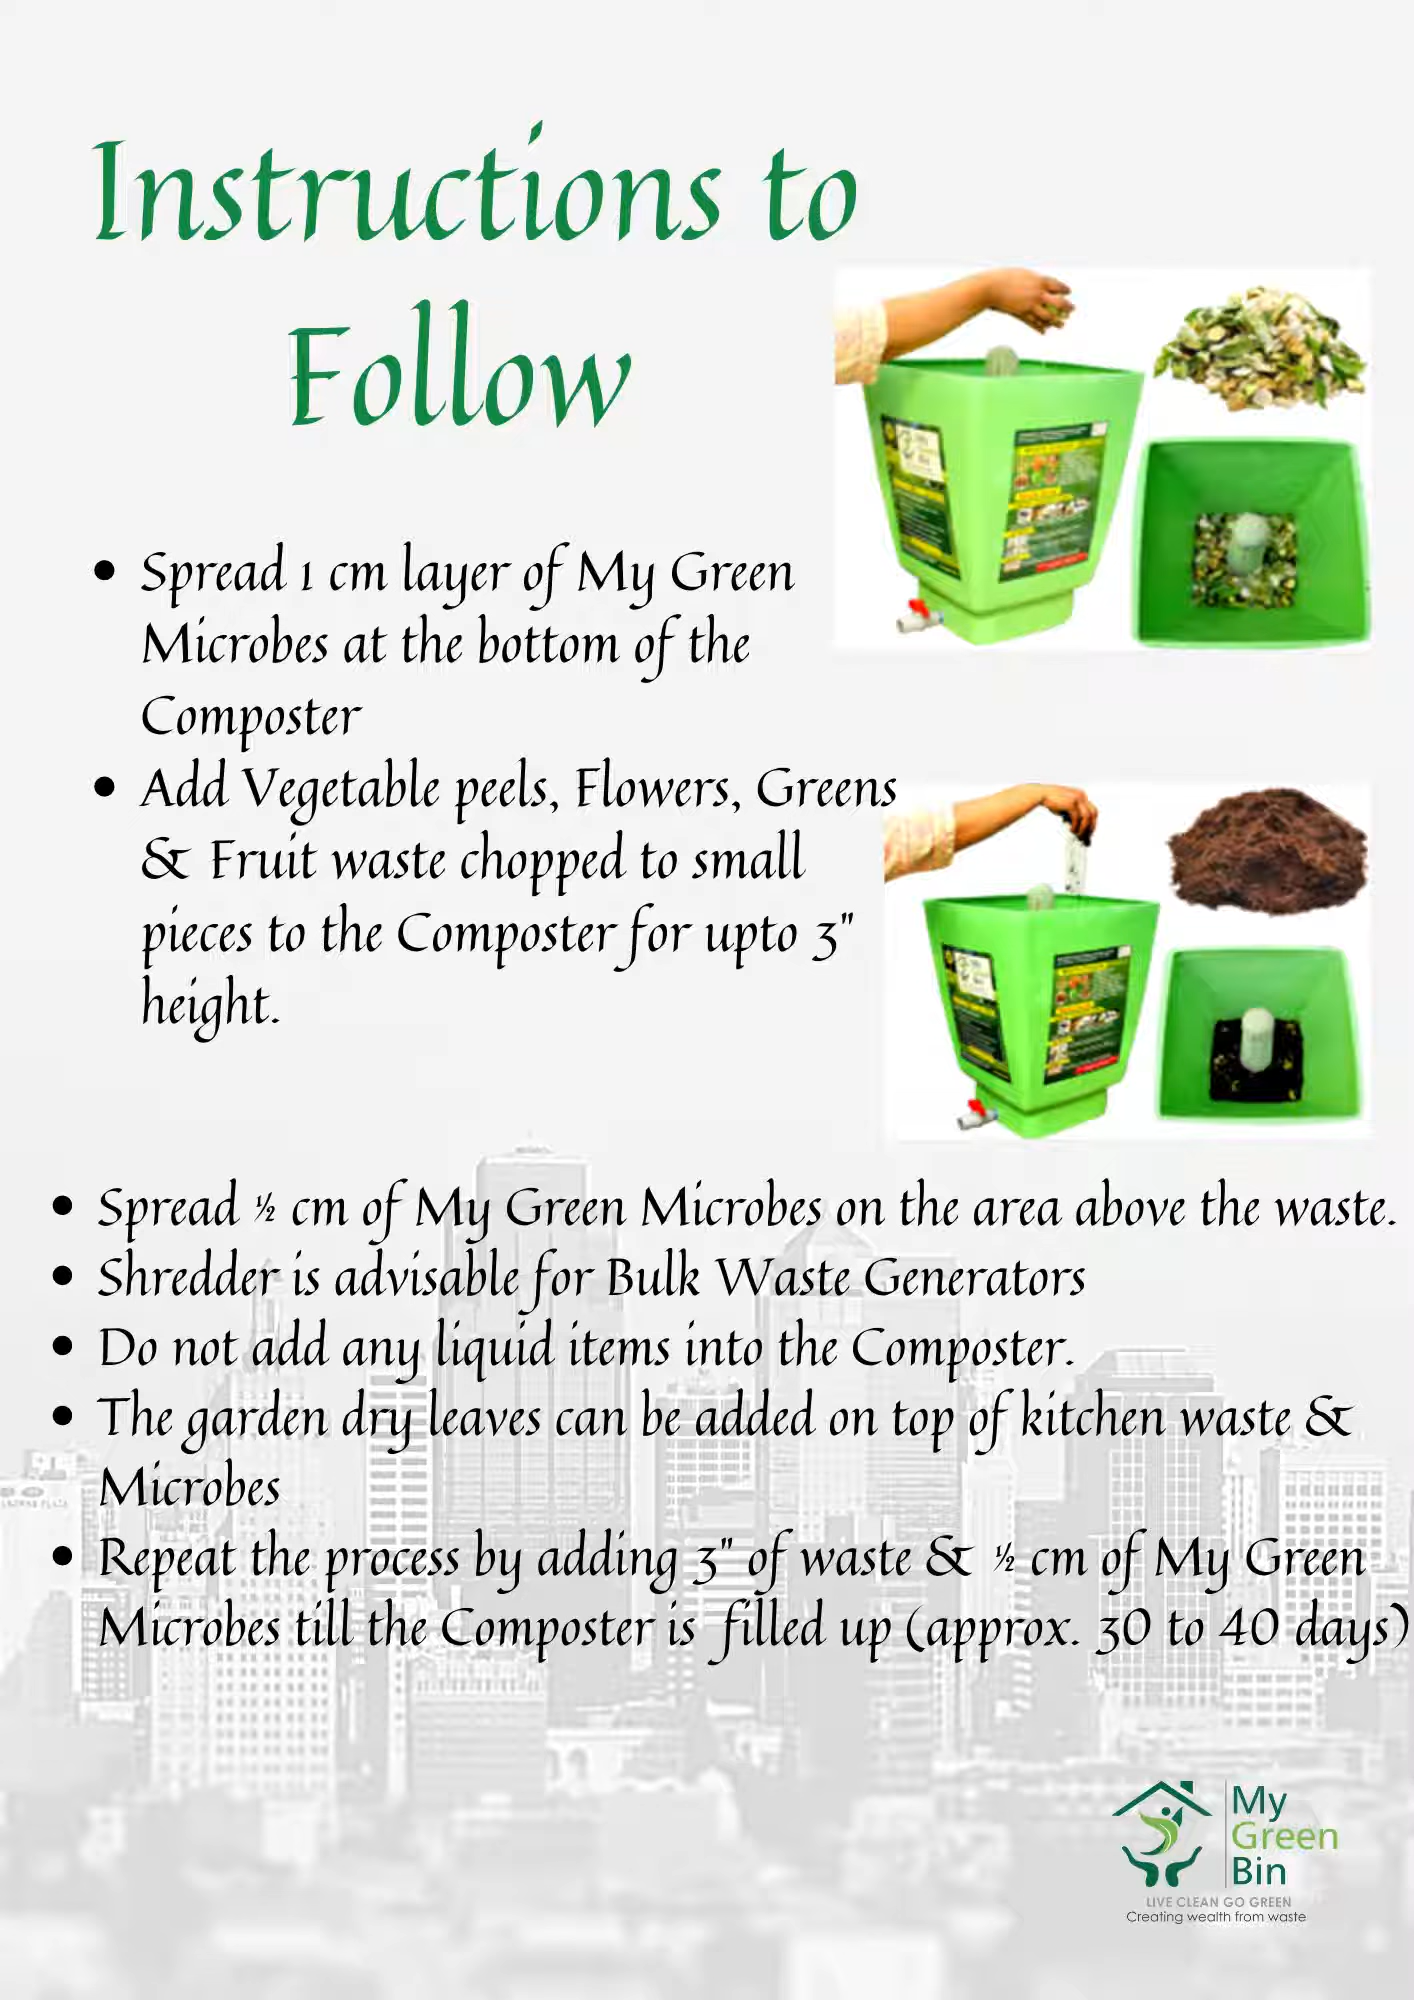 Instructions to
Follow
• Spread 1 cm layer of My Green
Microbes at the bottom of the
Composter
• Add Vegetable peels, Flowers, Greens
& Fruit waste chopped to small
pieces to the Composter for upto 3"
height.
• Spread ½ cm of My Green Microbes on the area above the waste.
• Shredder is advisable for Bulk Waste Generators
• Do not add any liquid items into the Composter.
• The garden dry leaves can be added on top of kitchen waste &
Microbes
• Repeat the process by adding 3" of waste & ½ cm of My Green
Microbes till the Composter is filled up (approx. 30 to 40 days)
My
Green
Bin
LIVE CLEAN GO GREEN
Creating wealth from waste